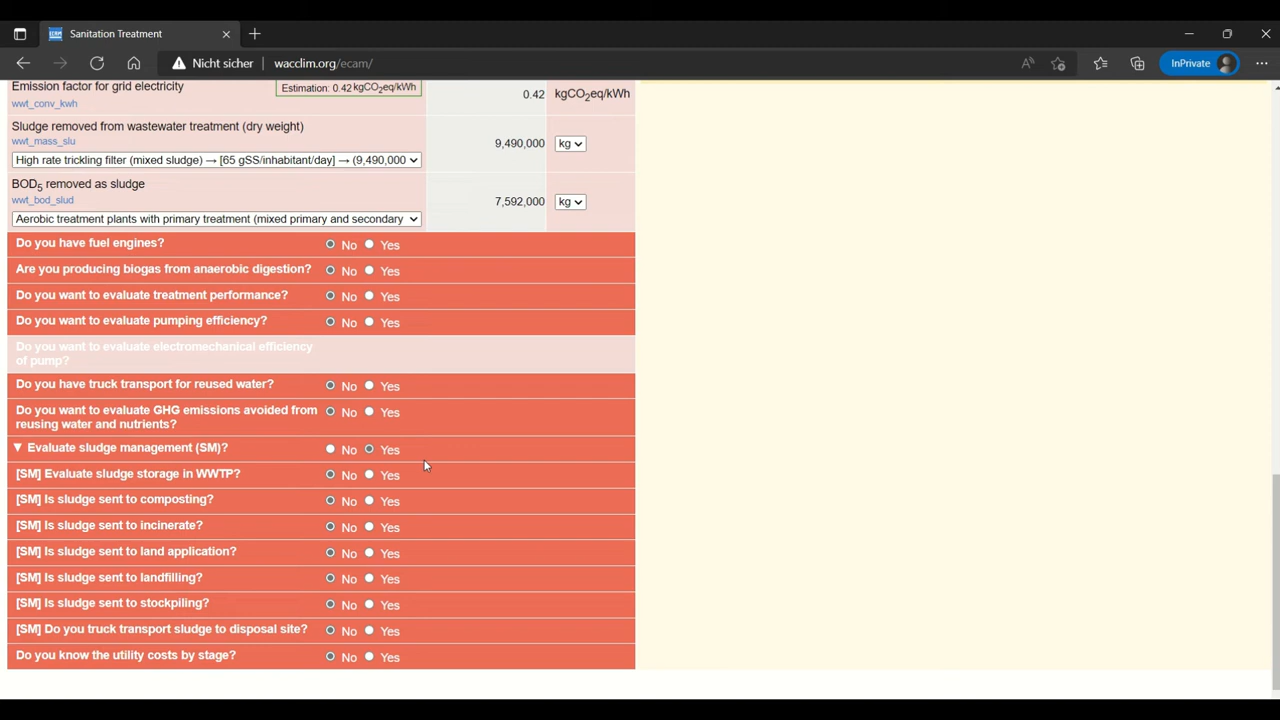 Sanitation Treatment
Nicht sicher
wacclim.org/ecam/
InPrivate
Emission factor for grid electricity
Estimation: 0.42 kgCO2eq/kWh
0.42
kgCO2eq/kWh
wwt_conv_kwh
Sludge removed from wastewater treatment (dry weight)
wwt_mass_slu
9,490,000
kg
High rate trickling filter (mixed sludge) → [65 gSS/inhabitant/day] → (9,490,000
BOD5 removed as sludge
wwt_bod_slud
7,592,000
kg
Aerobic treatment plants with primary treatment (mixed primary and secondary
Do you have fuel engines? No Yes
Are you producing biogas from anaerobic digestion? No Yes
Do you want to evaluate treatment performance? No Yes
Do you want to evaluate pumping efficiency? No Yes
Do you want to evaluate electromechanical efficiency
of pump?
Do you have truck transport for reused water? No Yes
Do you want to evaluate GHG emissions avoided from
reusing water and nutrients? No Yes
▼ Evaluate sludge management (SM)? No Yes
[SM] Evaluate sludge storage in WWTP? No Yes
[SM] Is sludge sent to composting? No Yes
[SM] Is sludge sent to incinerate? No Yes
[SM] Is sludge sent to land application? No Yes
[SM] Is sludge sent to landfilling? No Yes
[SM] Is sludge sent to stockpiling? No Yes
[SM] Do you truck transport sludge to disposal site? No Yes
Do you know the utility costs by stage? No Yes